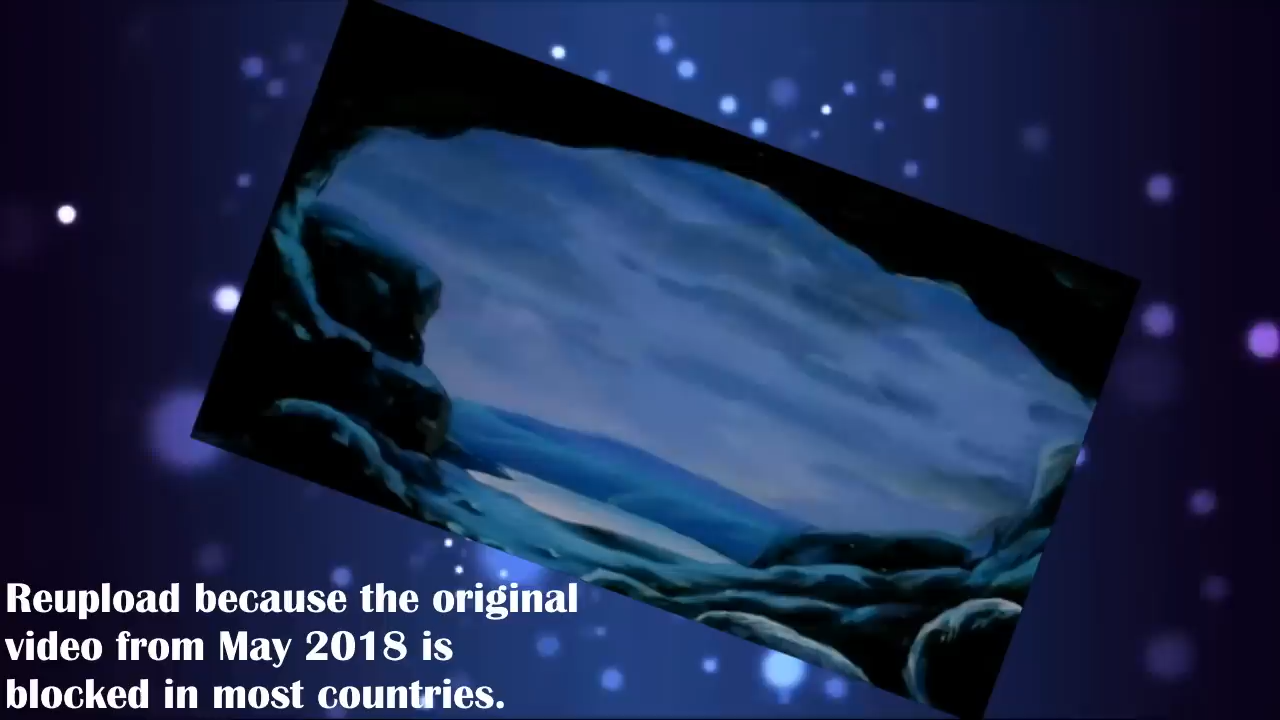 Reupload because the original
video from May 2018 is
blocked in most countries.